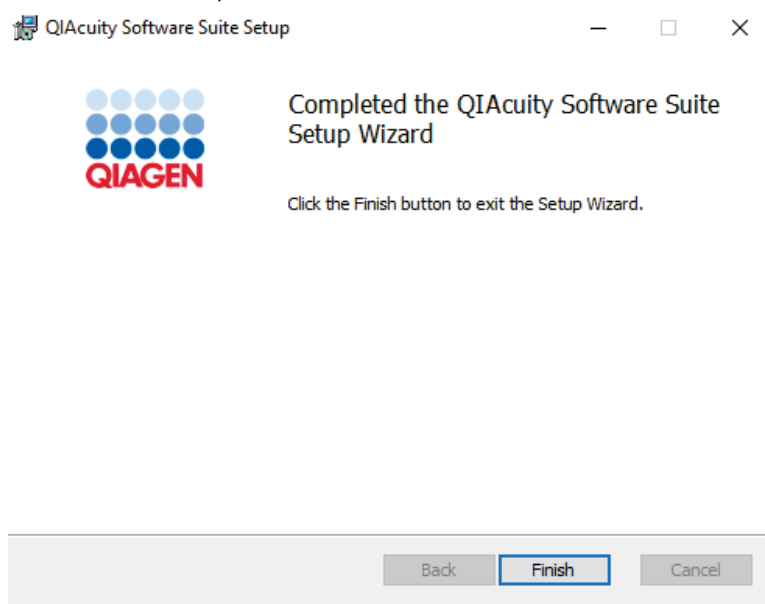 QIAcuity Software Suite Setup
QIAGEN
Completed the QIAcuity Software Suite
Setup Wizard
Click the Finish button to exit the Setup Wizard.
Back
Finish
Cancel